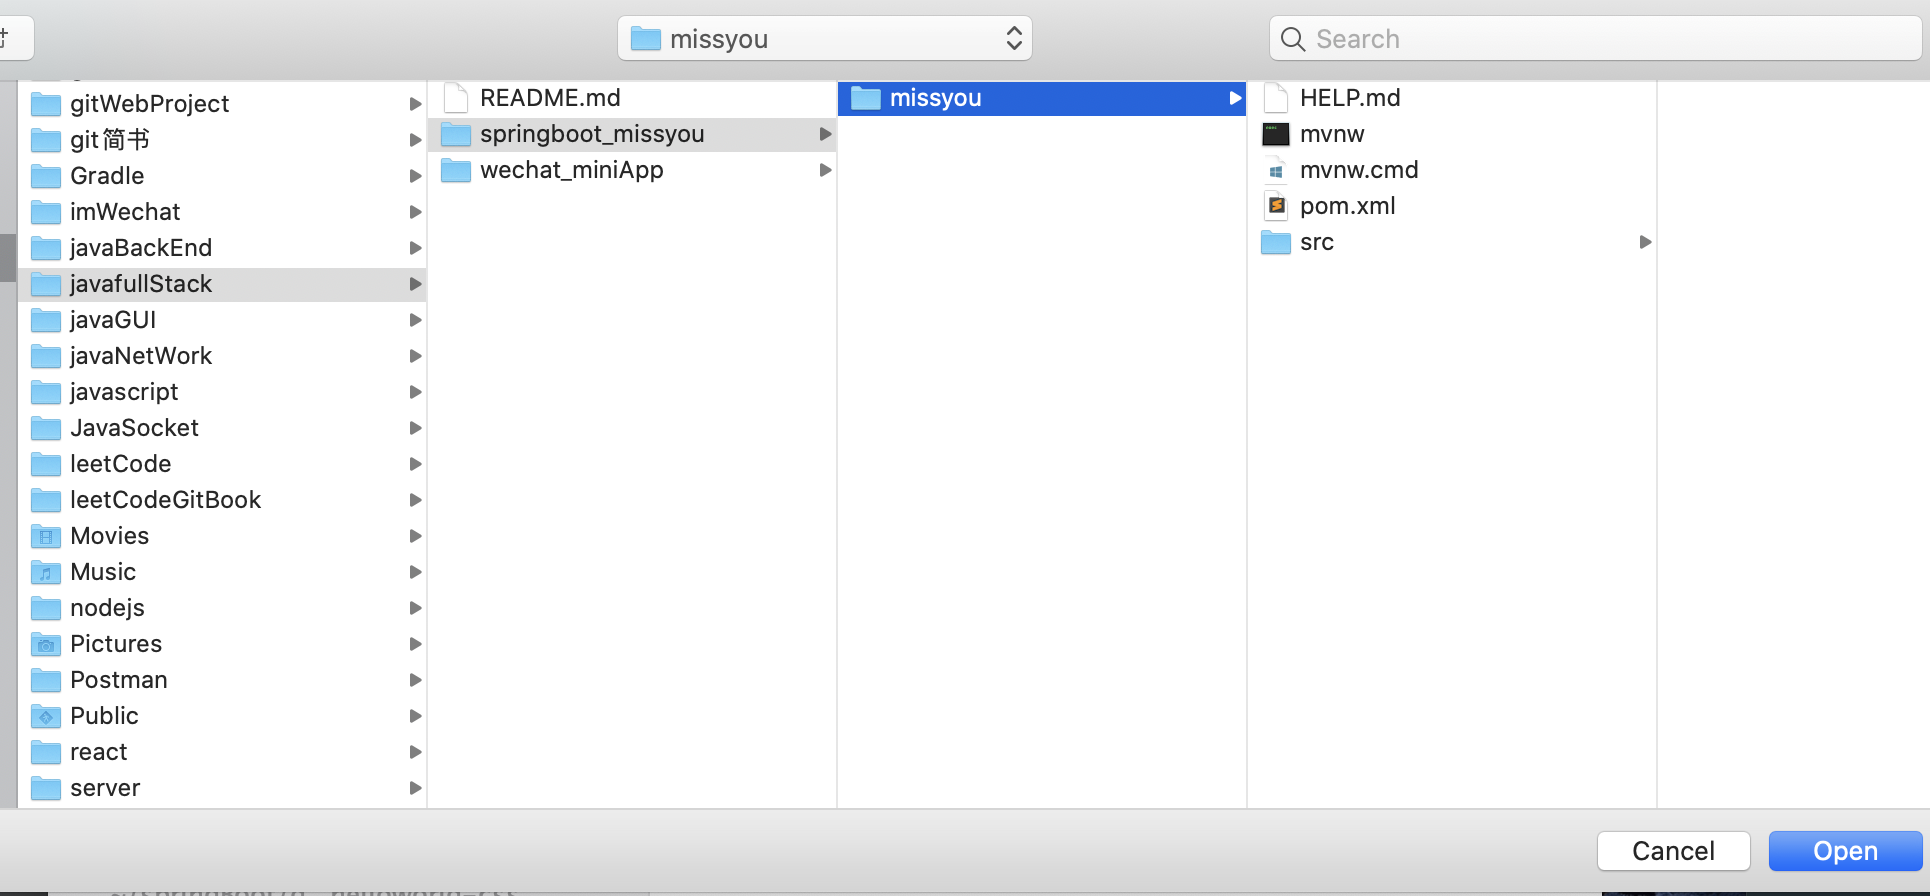 missyou
Search
gitWebProject
git简书
Gradle
imWechat
javaBackEnd
javafullStack
javaGUI
javaNetWork
javascript
JavaSocket
leetCode
leetCodeGitBook
Movies
Music
nodejs
Pictures
Postman
Public
react
server
README.md
springboot_missyou
wechat_miniApp
missyou
HELP.md
mvnw
mvnw.cmd
pom.xml
src
Cancel
Open